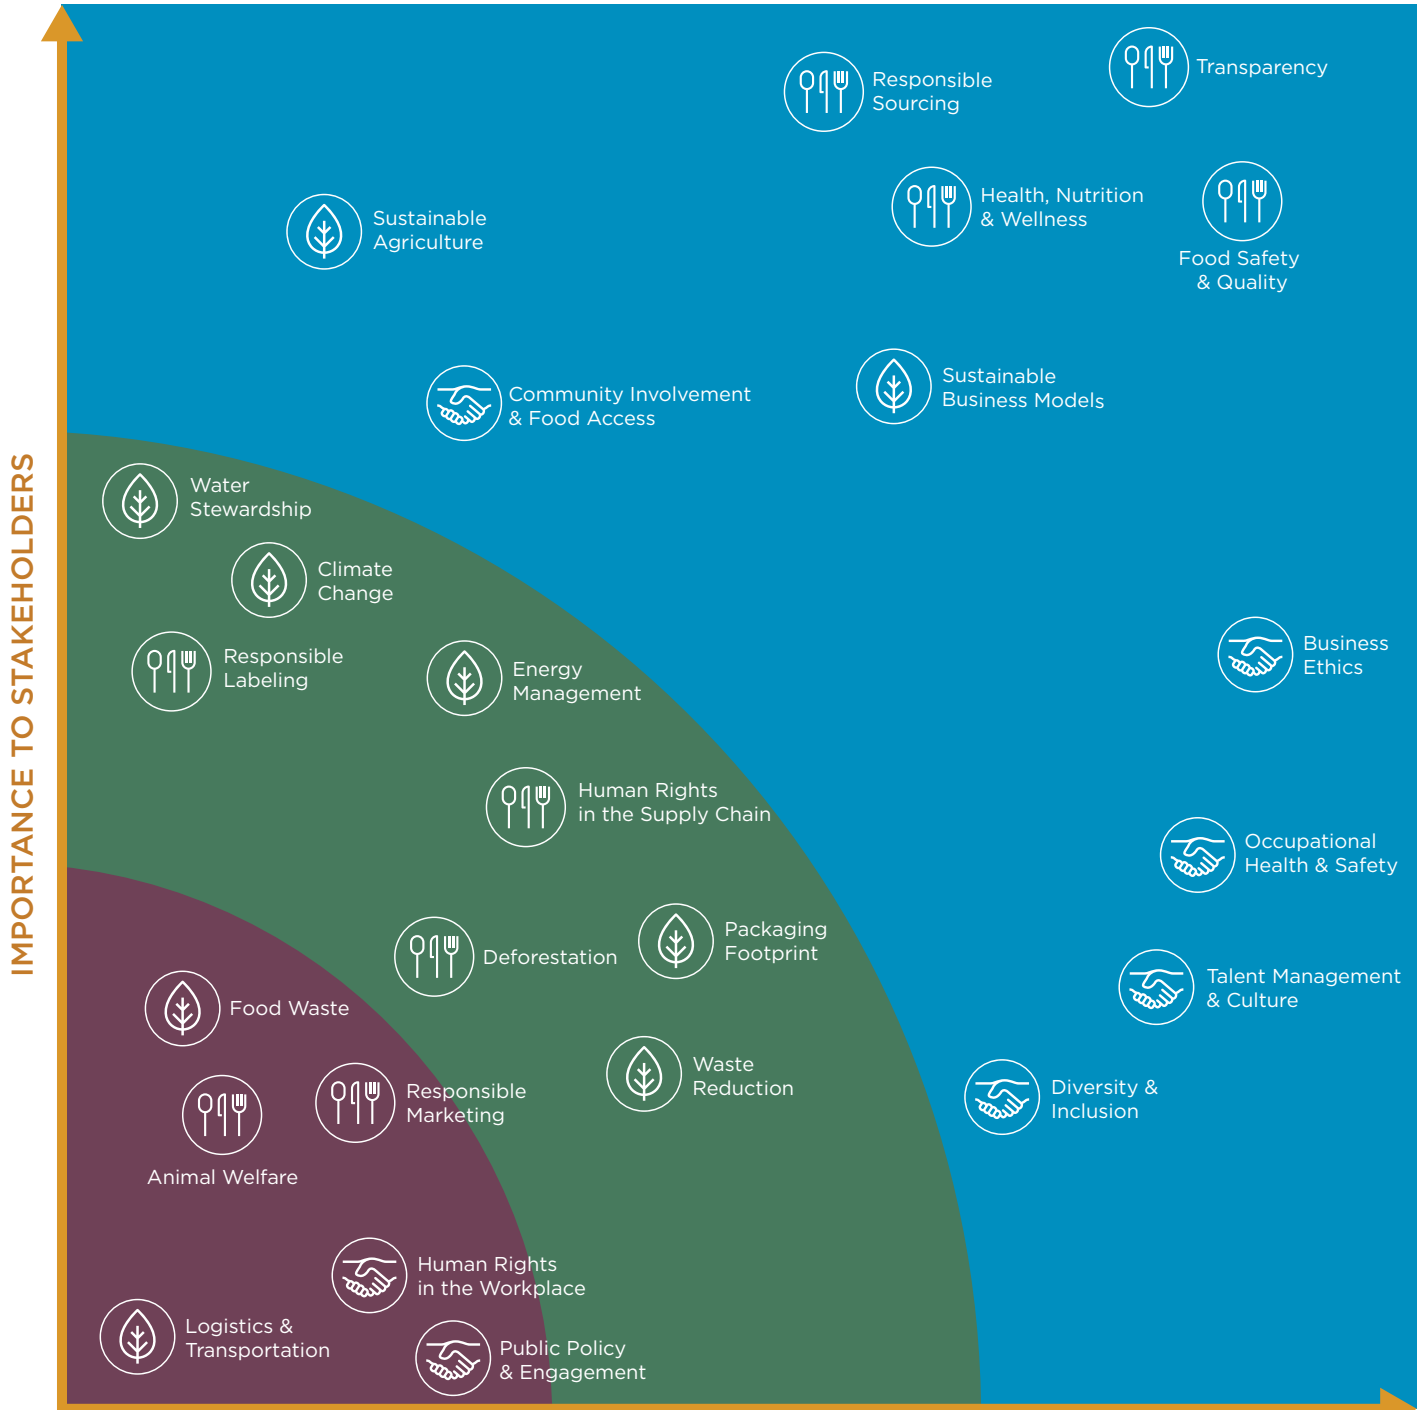 Transparency
Responsible
Sourcing
Health, Nutrition
& Wellness
Food Safety
& Quality
Sustainable
Agriculture
Sustainable
Business Models
Community Involvement
& Food Access
Water
Stewardship
Climate
Change
Responsible
Labeling
Energy
Management
Business
Ethics
Human Rights
in the Supply Chain
Occupational
Health & Safety
Deforestation
Packaging
Footprint
Talent Management
& Culture
Food Waste
Waste
Reduction
Diversity &
Inclusion
Responsible
Marketing
Animal Welfare
Human Rights
in the Workplace
Logistics &
Transportation
Public Policy
& Engagement
IMPORTANCE TO STAKEHOLDERS